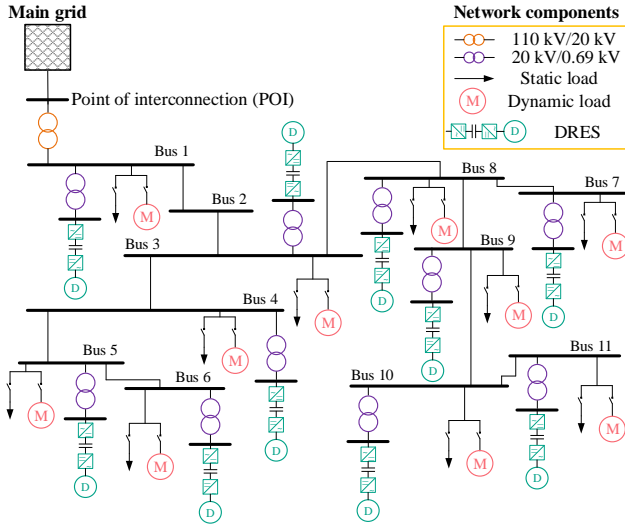 Main grid
Network components
110 kV/20 kV
20 kV/0.69 kV
Static load
M
Dynamic load
D
DRES
Point of interconnection (POI)
D
Bus 1
Bus 8
Bus 7
M
Bus 2
M
M
Bus 3
Bus 9
D
D
D
M
M
Bus 4
Bus 5
M
Bus 11
D
Bus 6
Bus 10
M
M
D
M
M
D
D
D
D